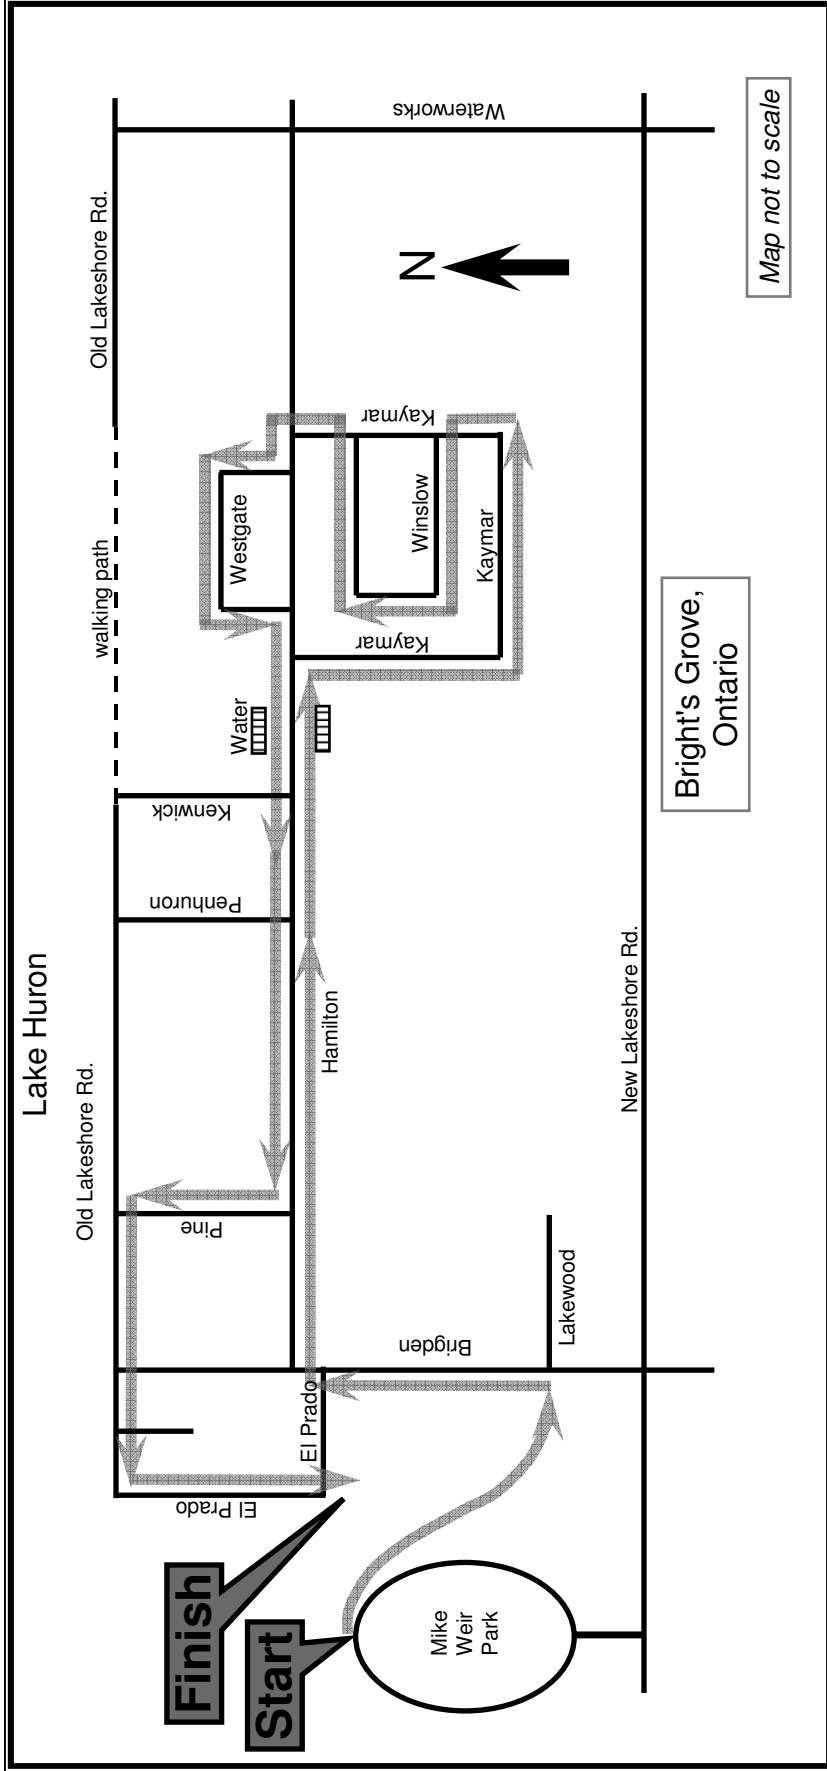 Lake Huron
Old Lakeshore Rd.
walking path
Old Lakeshore Rd.
El Prado
El Prado
Pine
Penhuron
Kenwick
Water
Westgate
Waterworks
Finish
Start
Hamilton
Kaymar
Winslow
Kaymar
Kaymar
N
Brigden
Lakewood
Mike
Weir
Park
New Lakeshore Rd.
Bright's Grove,
Ontario
Map not to scale